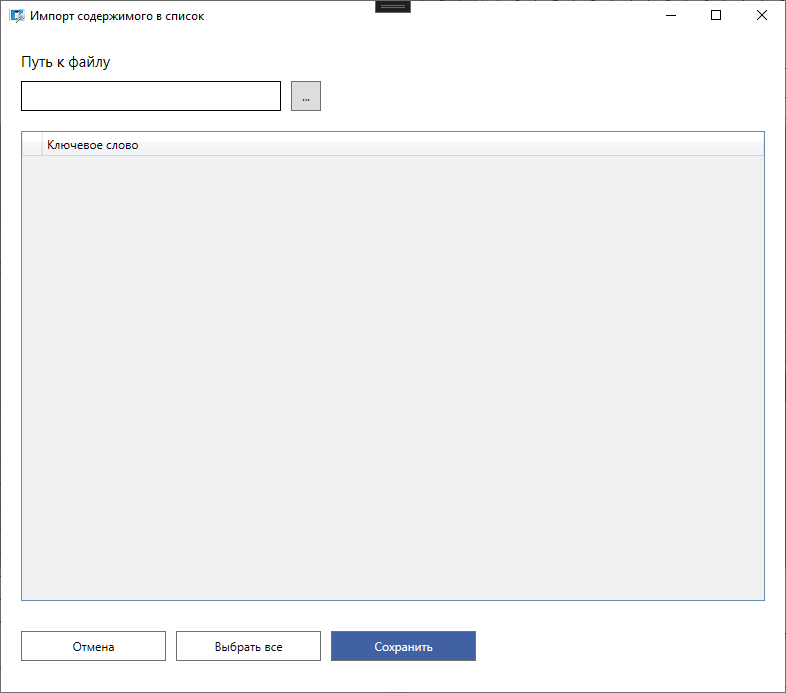 Импорт содержимого в список
Путь к файлу
...
Ключевое слово
Отмена
Выбрать все
Сохранить